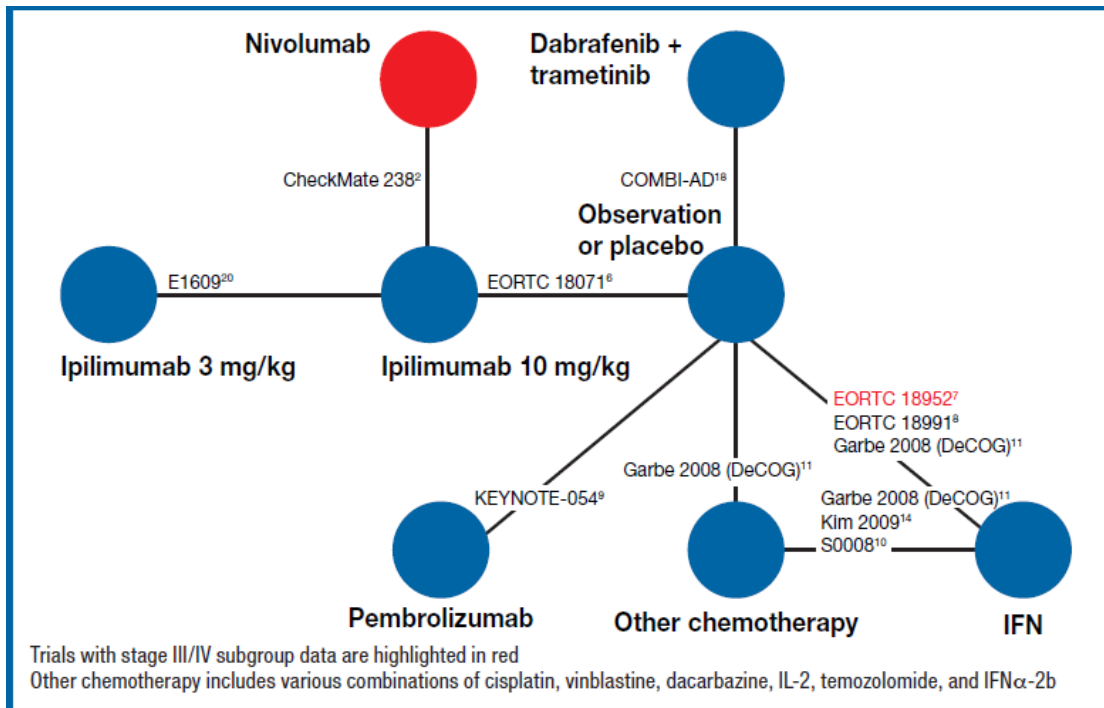 Nivolumab
Dabrafenib +
trametinib
CheckMate 238²
COMBI-AD¹⁸
Observation
or placebo
E1609²⁰
EORTC 18071⁶
Ipilimumab 3 mg/kg
Ipilimumab 10 mg/kg
EORTC 18952⁷
EORTC 18991⁸
Garbe 2008 (DeCOG)¹¹
Garbe 2008 (DeCOG)¹¹
KEYNOTE-054⁹
Garbe 2008 (DeCOG)¹¹
Kim 2009¹⁴
S0008¹⁰
Pembrolizumab
Other chemotherapy
IFN
Trials with stage III/IV subgroup data are highlighted in red
Other chemotherapy includes various combinations of cisplatin, vinblastine, dacarbazine, IL-2, temozolomide, and IFNα-2b